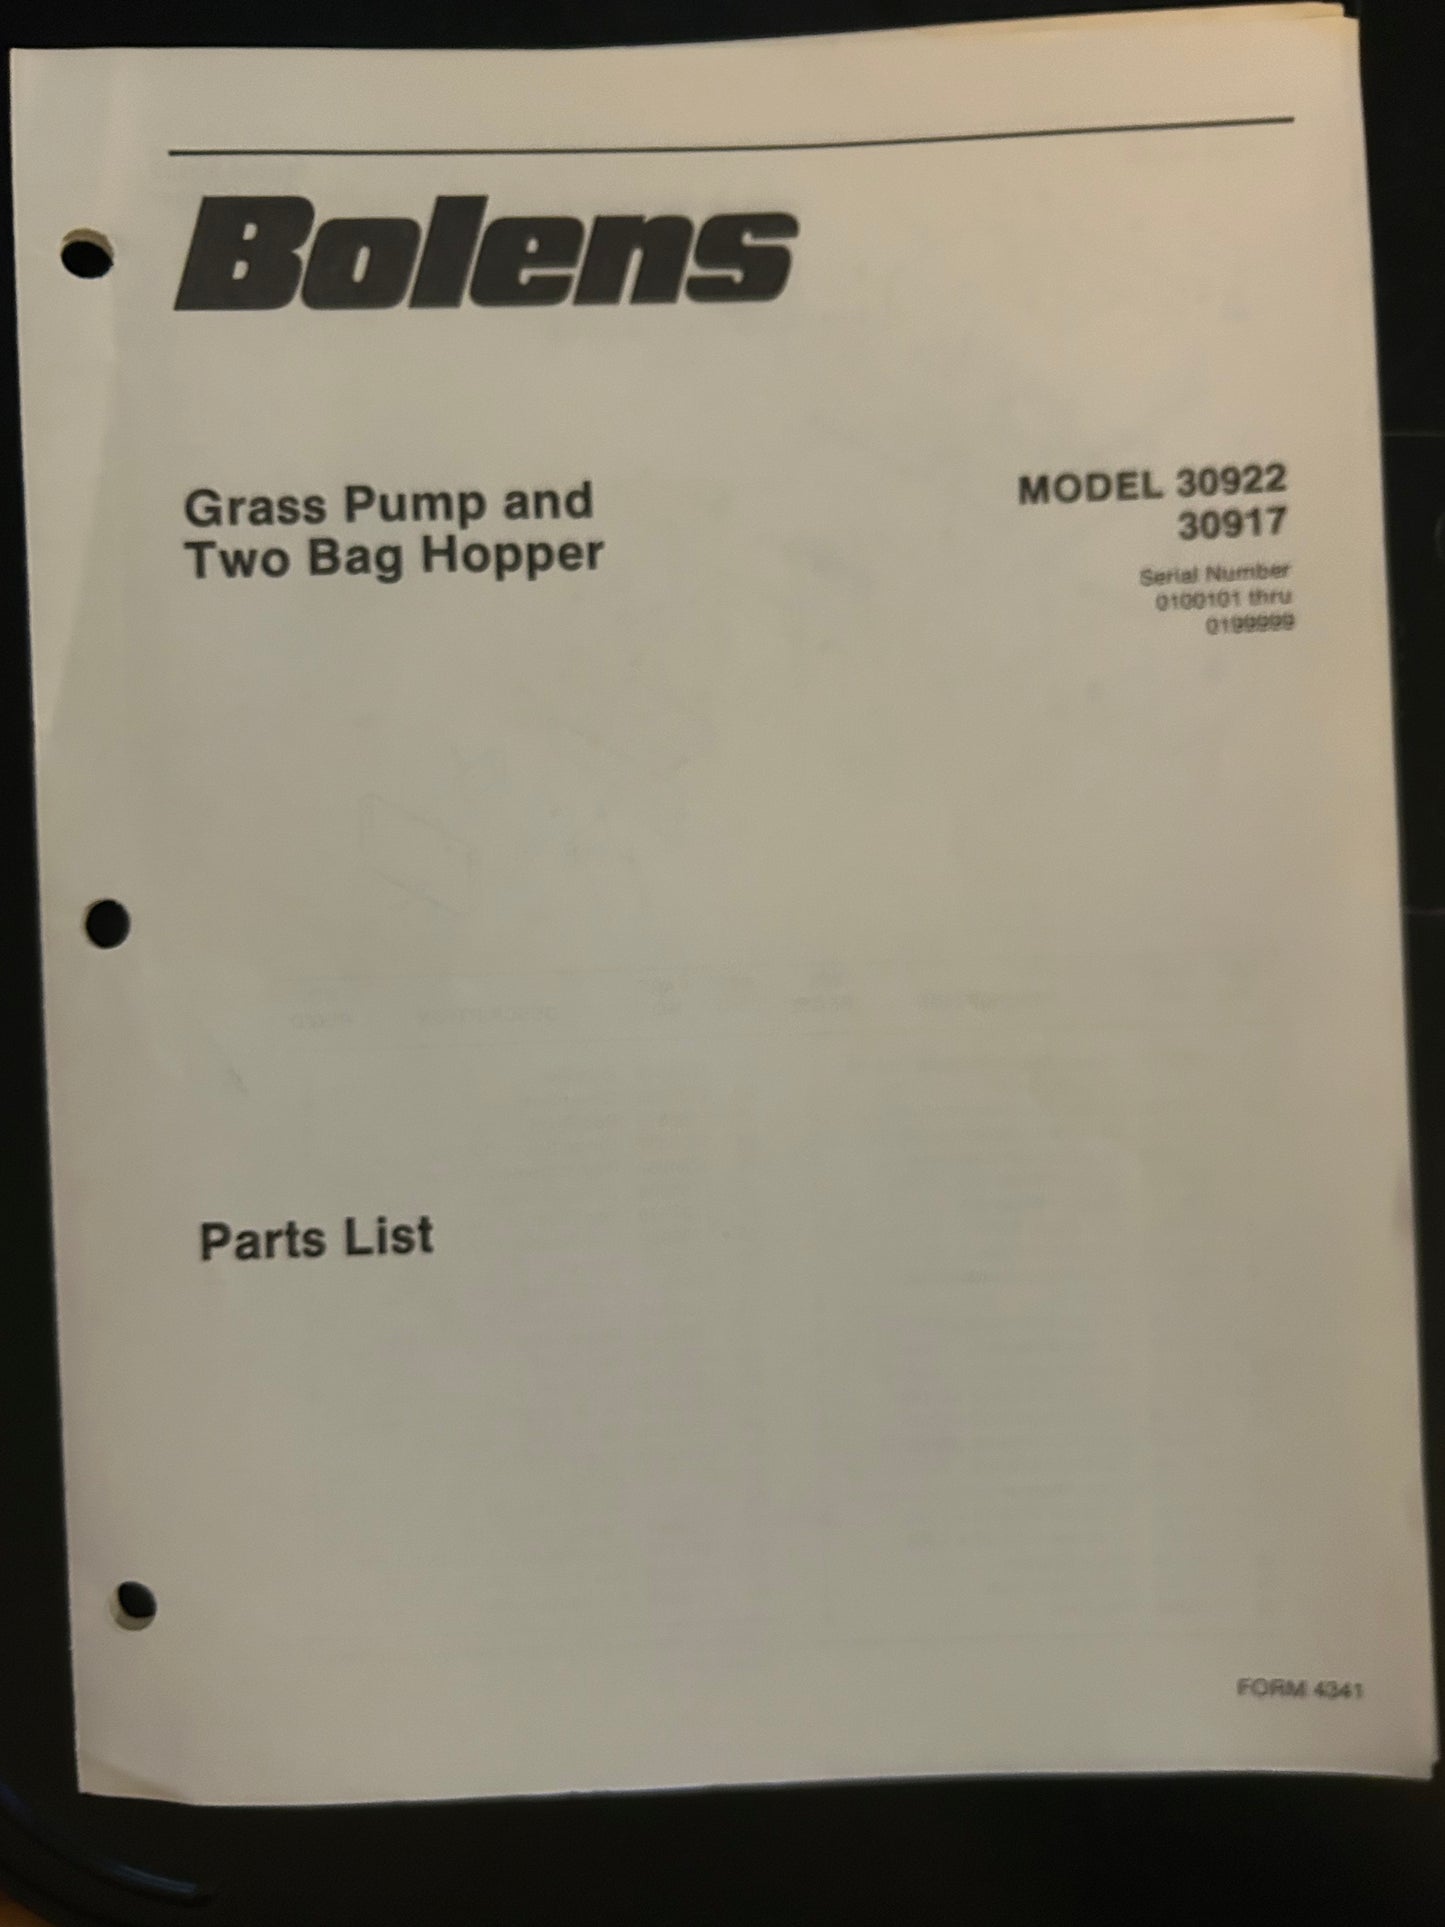 Bolens
Grass Pump and
Two Bag Hopper
MODEL 30922
30917
Serial Number
0100101 thru
0199999
Parts List
FORM 4341